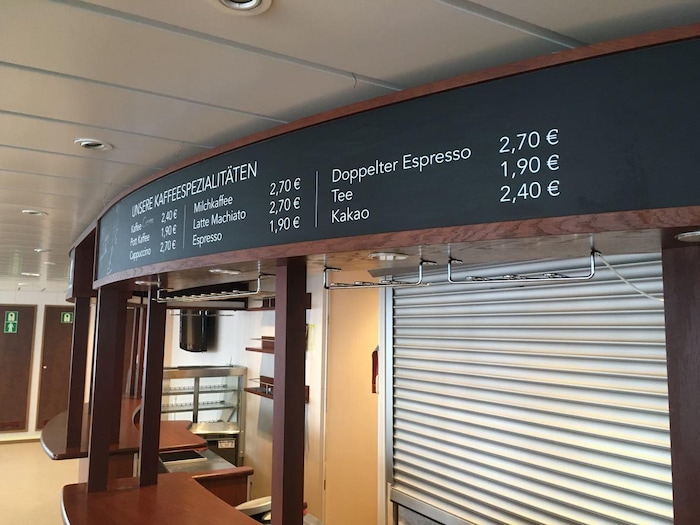 UNSERE KAFFEESPEZIALITÄTEN
Kaffee Creme 2,40 €
Pott Kaffee 1,90 €
Cappuccino 2,70 €
Milchkaffee 2,70 €
Latte Machiato 2,70 €
Espresso 1,90 €
Doppelter Espresso 2,70 €
Tee 1,90 €
Kakao 2,40 €